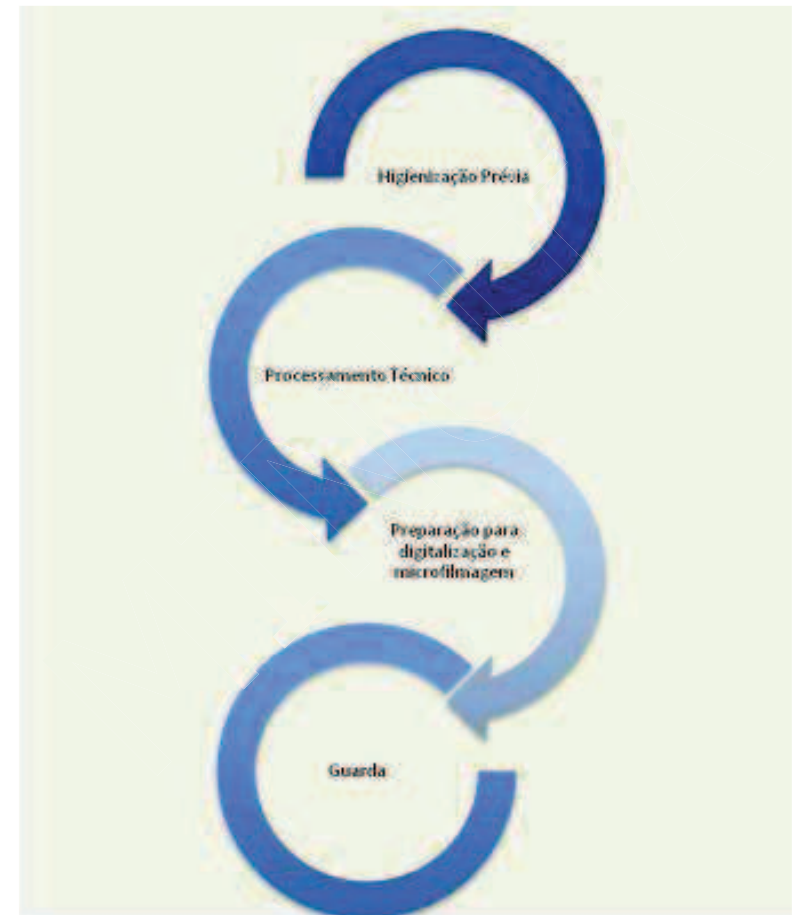 Higienização Prévia
Processamento Técnico
Preparação para
digitalização e
microfilmagem
Guarda